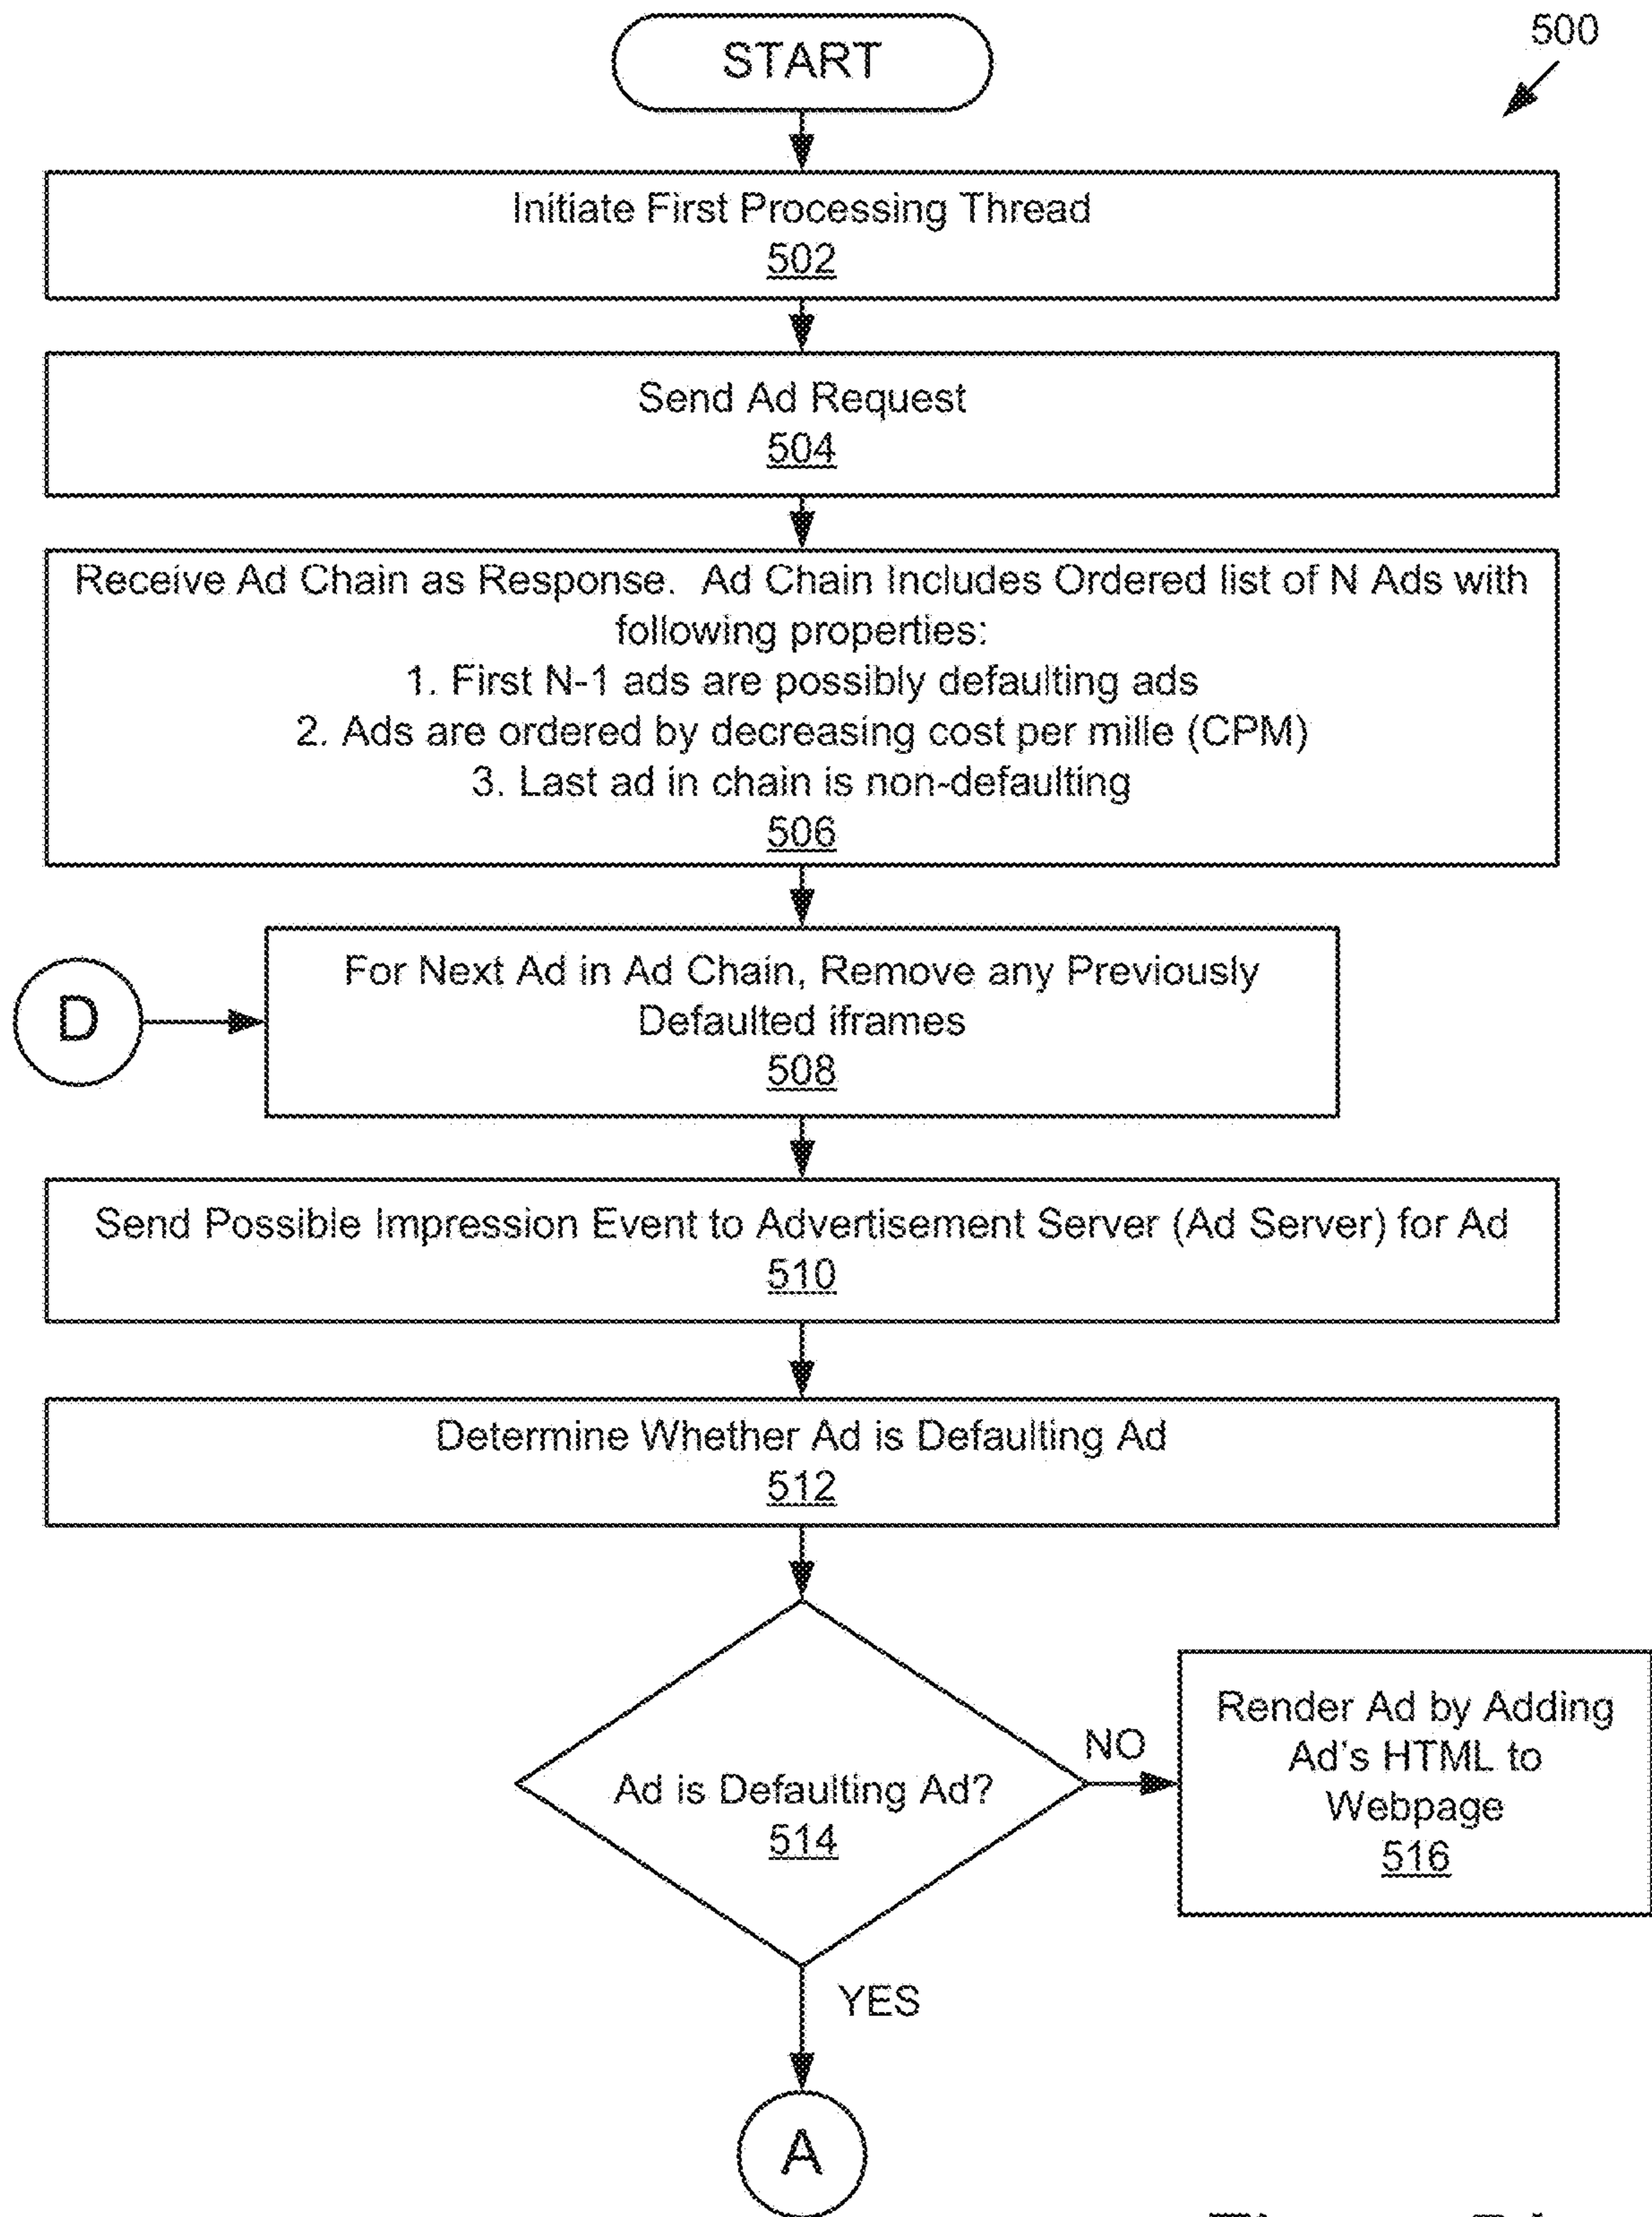 500
START
Initiate First Processing Thread
502
Send Ad Request
504
Receive Ad Chain as Response. Ad Chain Includes Ordered list of N Ads with
following properties:
1. First N-1 ads are possibly defaulting ads
2. Ads are ordered by decreasing cost per mille (CPM)
3. Last ad in chain is non-defaulting
506
D
For Next Ad in Ad Chain, Remove any Previously
Defaulted iframes
508
Send Possible Impression Event to Advertisement Server (Ad Server) for Ad
510
Determine Whether Ad is Defaulting Ad
512
Ad is Defaulting Ad?
514
NO
Render Ad by Adding
Ad's HTML to
Webpage
516
YES
A